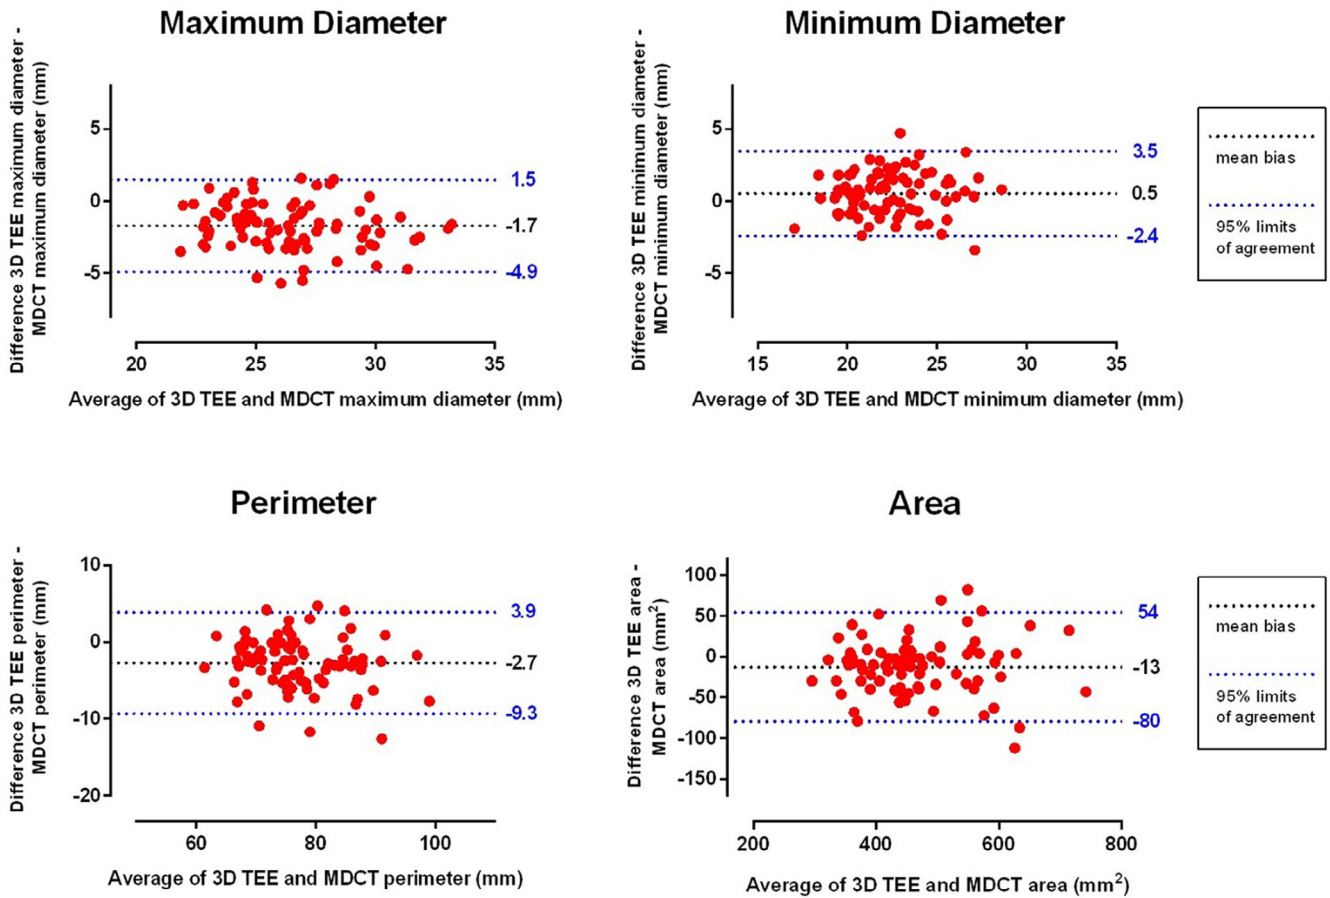 Maximum Diameter
Difference 3D TEE maximum diameter -
MDCT maximum diameter (mm)
5
0
-5
1.5
-1.7
-4.9
20
25
30
35
Average of 3D TEE and MDCT maximum diameter (mm)
Minimum Diameter
Difference 3D TEE minimum diameter -
MDCT minimum diameter (mm)
5
0
-5
3.5
0.5
-2.4
15
20
25
30
35
Average of 3D TEE and MDCT minimum diameter (mm)
mean bias
95% limits
of agreement
Perimeter
Difference 3D TEE perimeter -
MDCT perimeter (mm)
10
0
-10
-20
3.9
-2.7
-9.3
60
80
100
Average of 3D TEE and MDCT perimeter (mm)
Area
Difference 3D TEE area -
MDCT area (mm²)
100
50
0
-50
-100
-150
54
-13
-80
200
400
600
800
Average of 3D TEE and MDCT area (mm²)
mean bias
95% limits
of agreement